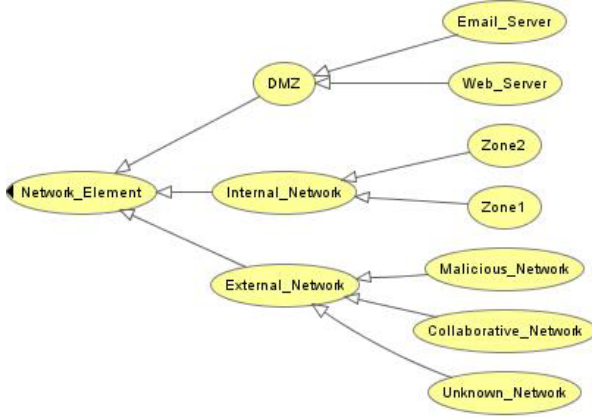 Email_Server
DMZ
Web_Server
Zone2
Network_Element
Internal_Network
Zone1
Malicious_Network
External_Network
Collaborative_Network
Unknown_Network